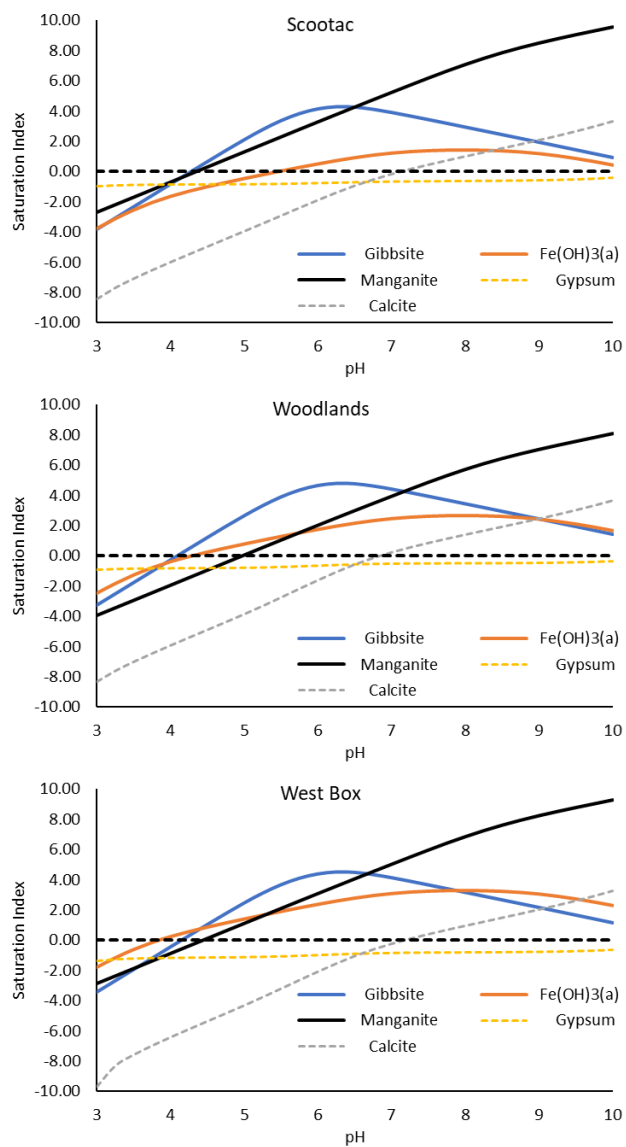 Scootac
10.00
8.00
6.00
4.00
2.00
0.00
-2.00
-4.00
-6.00
-8.00
-10.00
Saturation Index
Gibbsite Fe(OH)3(a)
Manganite Gypsum
Calcite
3 4 5 6 7 8 9 10
pH
Woodlands
10.00
8.00
6.00
4.00
2.00
0.00
-2.00
-4.00
-6.00
-8.00
-10.00
Saturation Index
Gibbsite Fe(OH)3(a)
Manganite Gypsum
Calcite
3 4 5 6 7 8 9 10
pH
West Box
10.00
8.00
6.00
4.00
2.00
0.00
-2.00
-4.00
-6.00
-8.00
-10.00
Saturation Index
Gibbsite Fe(OH)3(a)
Manganite Gypsum
Calcite
3 4 5 6 7 8 9 10
pH